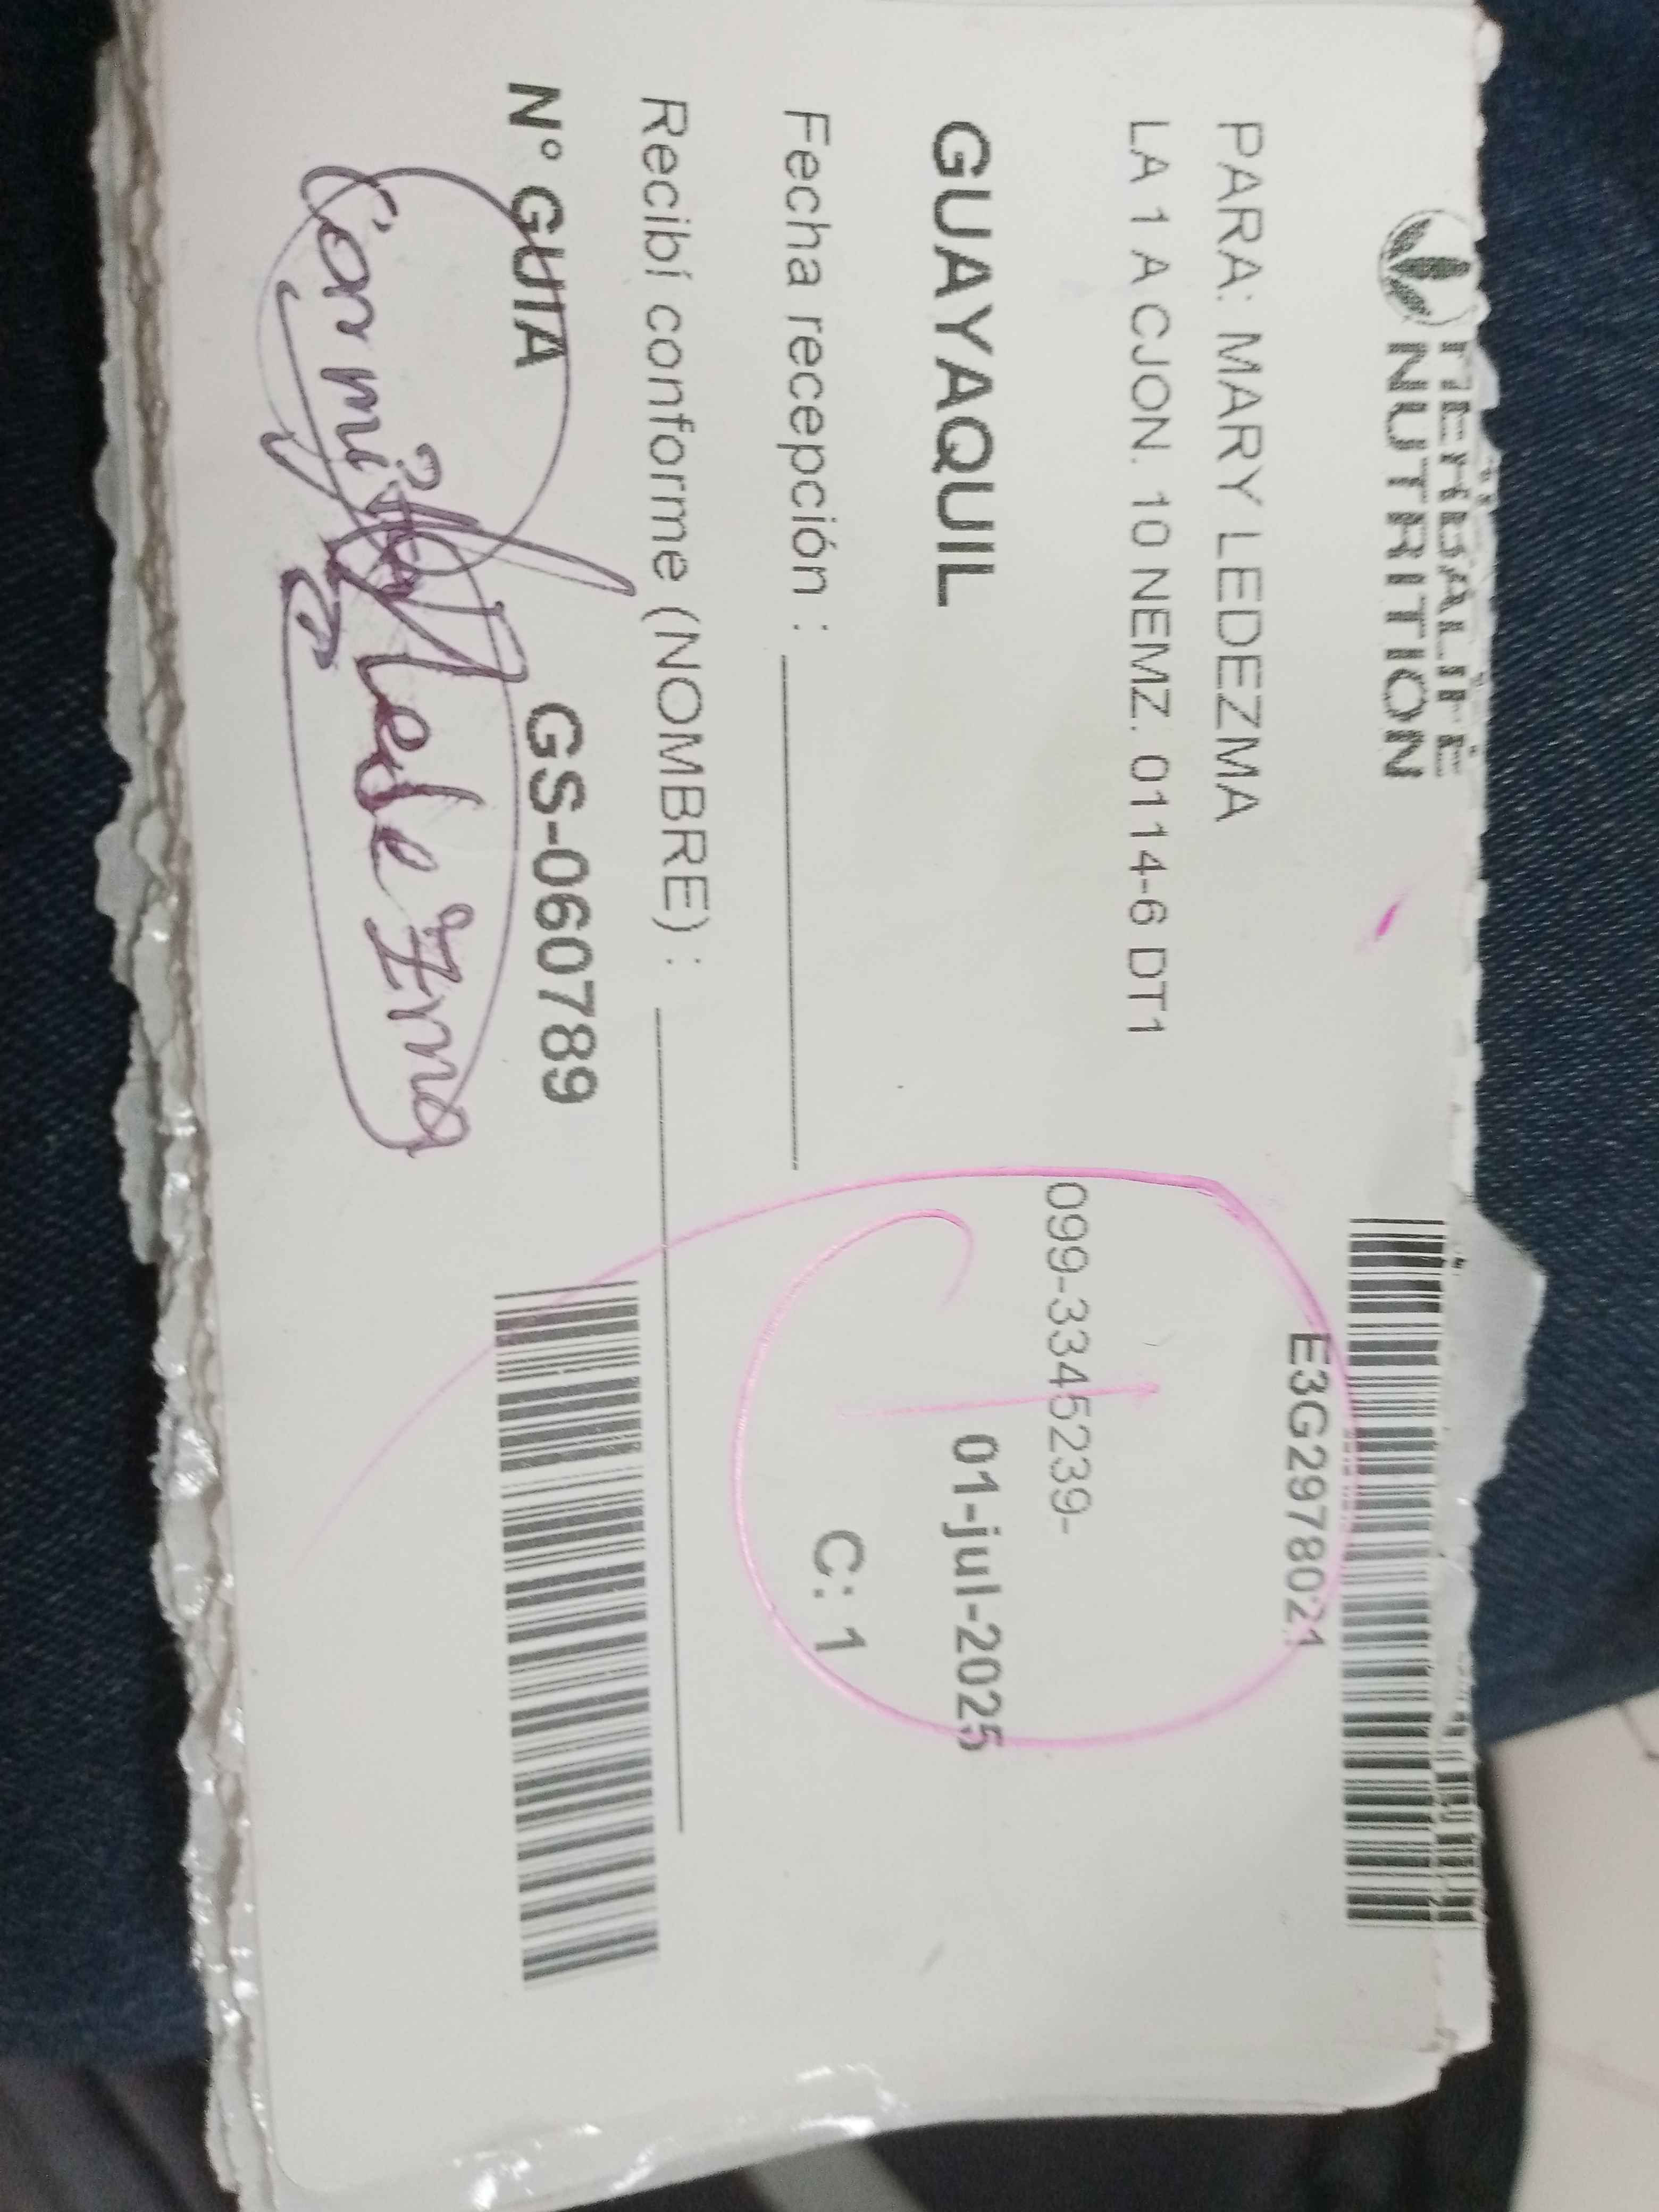 HERBALIFE
NUTRITION
E3G2978021
PARA: MARY LEDEZMA
LA 1 A CJON. 10 NEMZ. 0114-6 DT1
099-3345239-
GUAYAQUIL
01-jul-2025
Fecha recepción :
C: 1
Recibí conforme (NOMBRE) :
N° GUIA
GS-060789
Ledezma